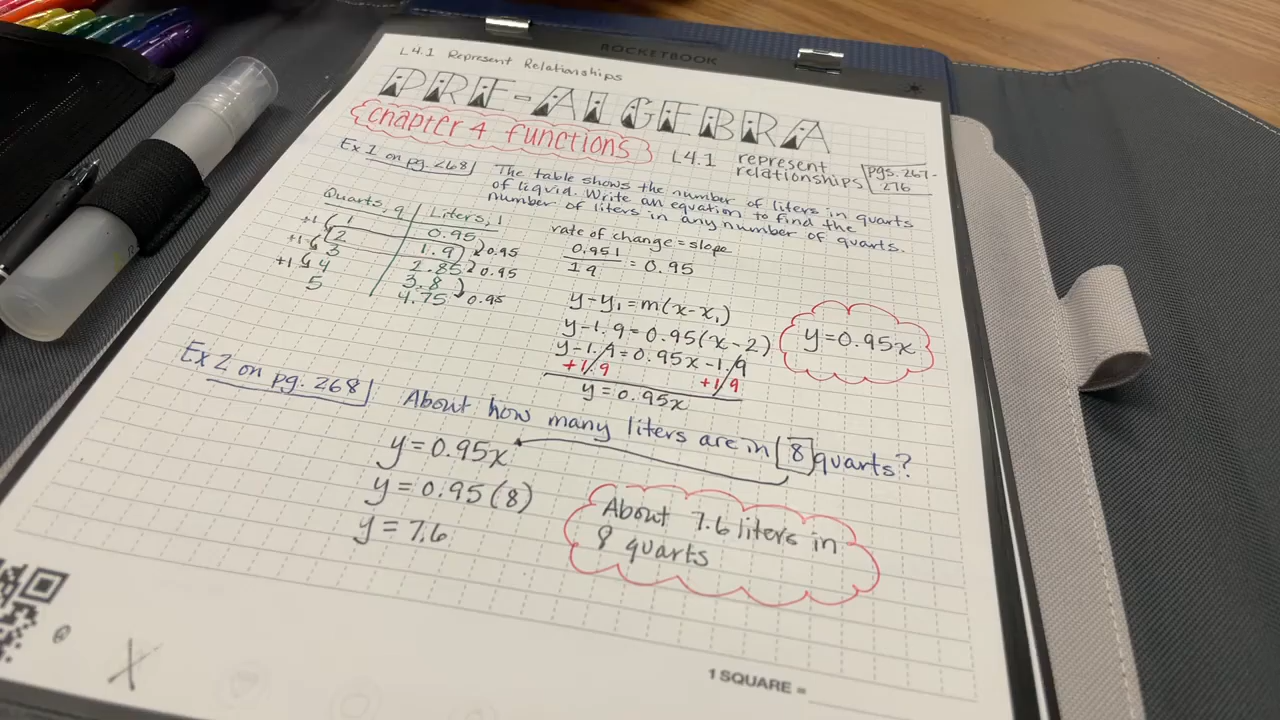 ROCKETBOOK
L4.1 Represent Relationships
PRE-ALGEBRA
Chapter 4 functions
L4.1 represent relationships
pgs. 267-276
Ex 1 on pg. 268
The table shows the number of liters in quarts
of liquid. Write an equation to find the
number of liters in any number of quarts.
Quarts, q | Liters, l
1 | 0.95
+1 2 | 1.9 0.95
+1 3 | 2.85 0.95
+1 4 | 3.8
5 | 4.75 0.95
rate of change = slope
0.95l/1q = 0.95
y-y₁=m(x-x₁)
y-1.9=0.95(x-2)
y-1.9=0.95x-1.9
+1.9 +1.9
y=0.95x
y=0.95x
Ex 2 on pg. 268
About how many liters are in 8 quarts?
y=0.95x
y=0.95(8)
y=7.6
About 7.6 liters in
8 quarts
1 SQUARE =